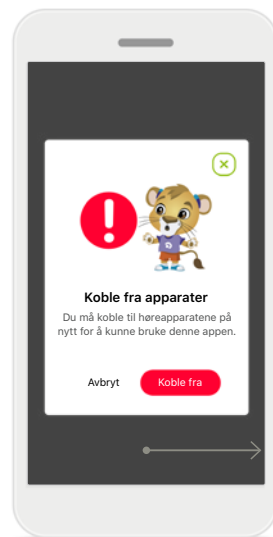 Koble fra apparater
Du må koble til høreapparatene på
nytt for å kunne bruke denne appen.
Avbryt
Koble fra